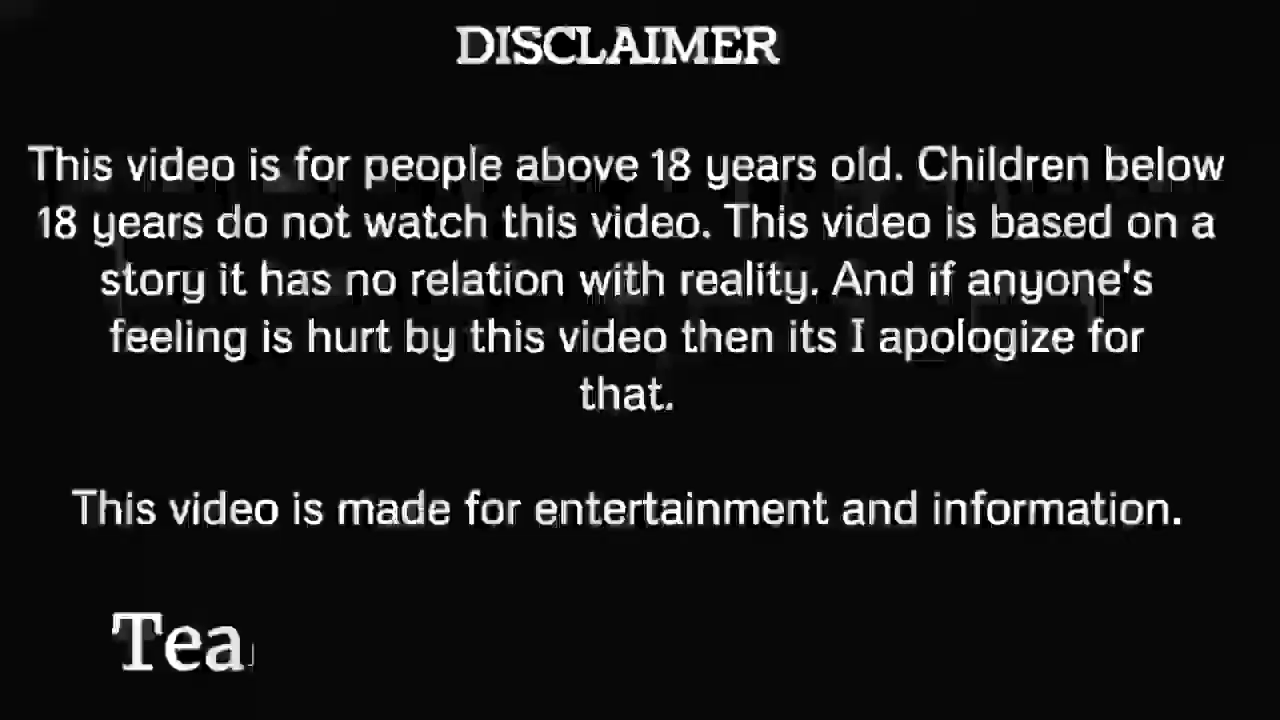 DISCLAIMER
This video is for people above 18 years old. Children below
18 years do not watch this video. This video is based on a
story it has no relation with reality. And if anyone's
feeling is hurt by this video then its I apologize for
that.
This video is made for entertainment and information.
Tea